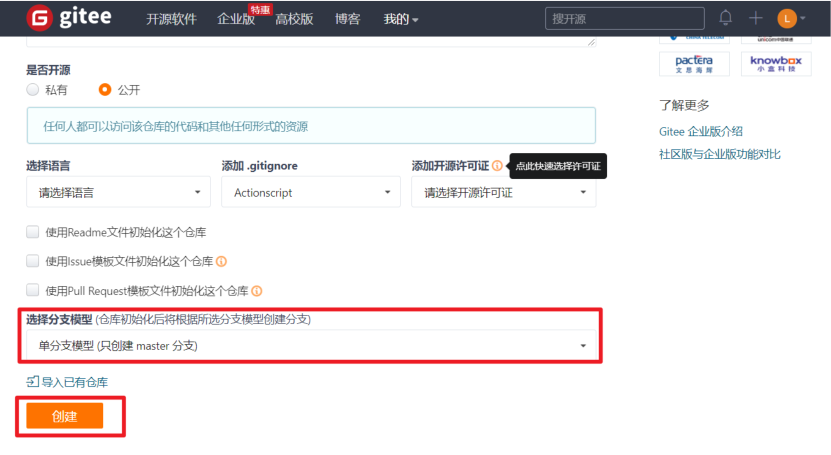 gitee 开源软件 企业版 特惠 高校版 博客 我的 搜开源 L
是否开源
私有 公开
任何人都可以访问该仓库的代码和其他任何形式的资源
选择语言 添加 .gitignore 添加开源许可证 点此快速选择许可证
请选择语言 Actionscript 请选择开源许可证
使用Readme文件初始化这个仓库
使用Issue模板文件初始化这个仓库
使用Pull Request模板文件初始化这个仓库
选择分支模型 (仓库初始化后将根据所选分支模型创建分支)
单分支模型 (只创建 master 分支)
导入已有仓库
创建
pactera knowbox
文思海辉 小盒科技
了解更多
Gitee 企业版介绍
社区版与企业版功能对比